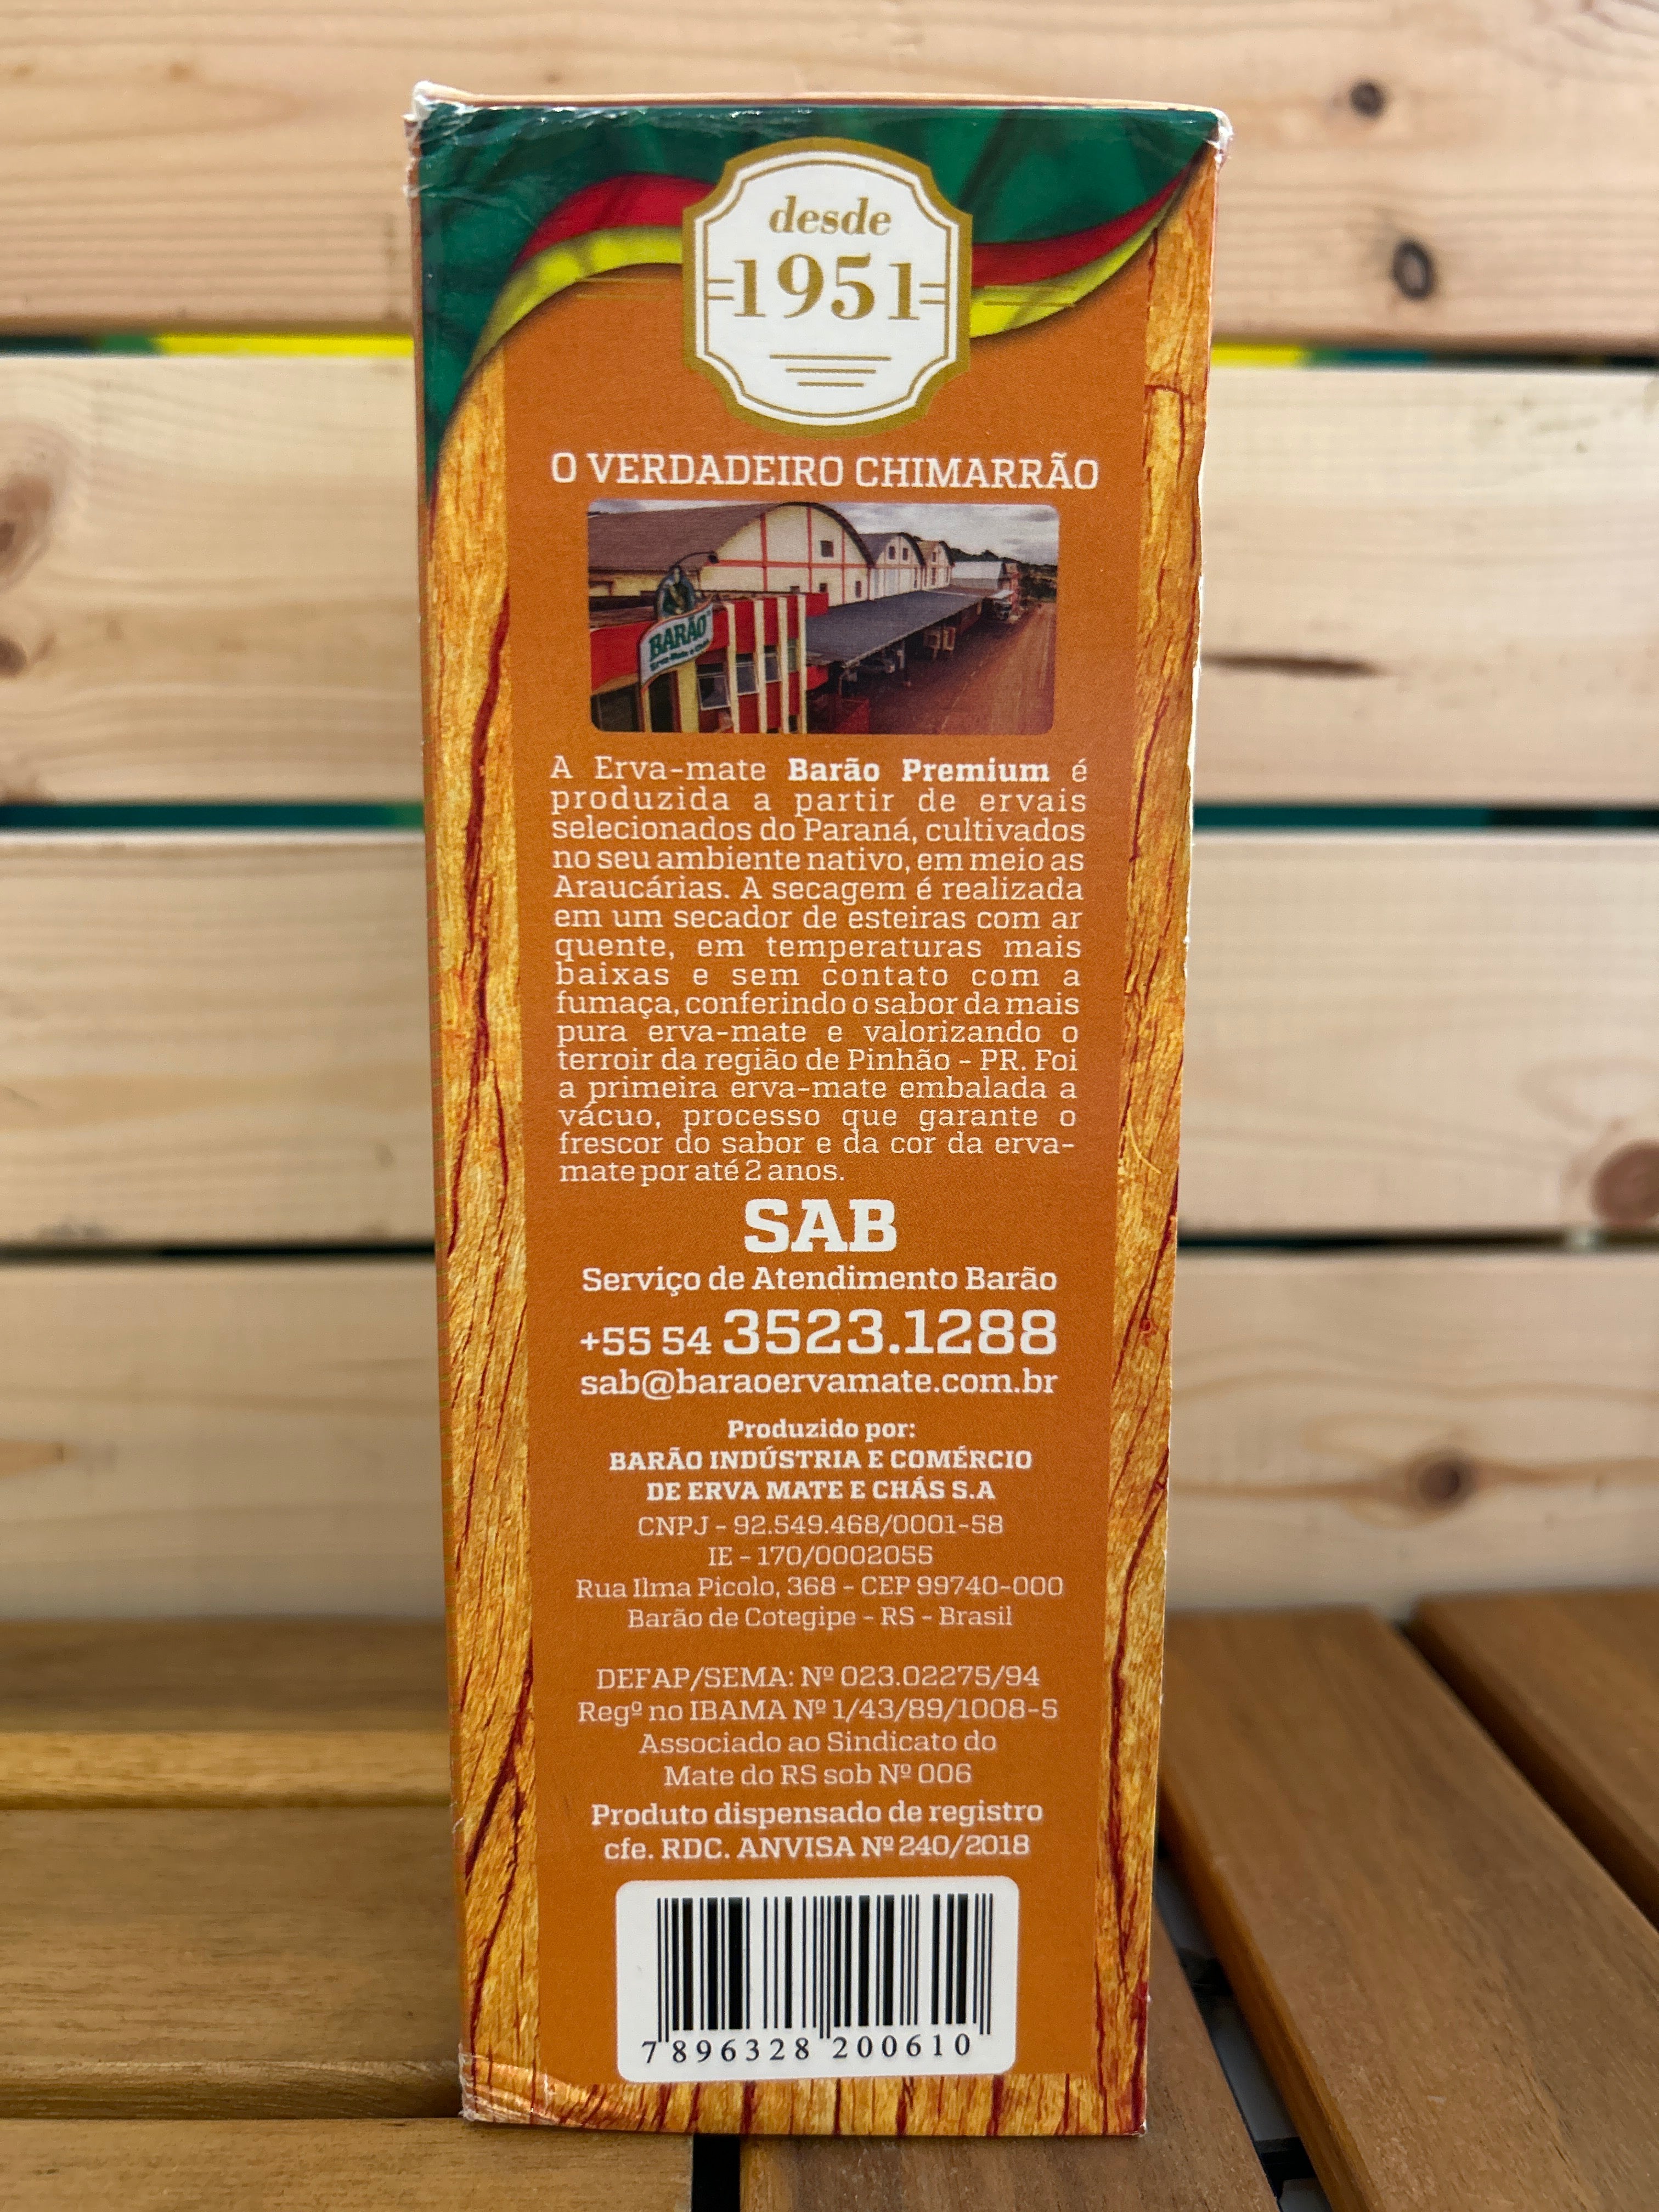 desde
1951
O VERDADEIRO CHIMARRÃO
BARÃO
Erva-Mate e Chás
A Erva-mate Barão Premium é
produzida a partir de ervais
selecionados do Paraná, cultivados
no seu ambiente nativo, em meio as
Araucárias. A secagem é realizada
em um secador de esteiras com ar
quente, em temperaturas mais
baixas e sem contato com a
fumaça, conferindo o sabor da mais
pura erva-mate e valorizando o
terroir da região de Pinhão - PR. Foi
a primeira erva-mate embalada a
vácuo, processo que garante o
frescor do sabor e da cor da erva-
mate por até 2 anos.
SAB
Serviço de Atendimento Barão
+55 54 3523.1288
sab@baraoervamate.com.br
Produzido por:
BARÃO INDÚSTRIA E COMÉRCIO
DE ERVA MATE E CHÁS S.A
CNPJ - 92.549.468/0001-58
IE - 170/0002055
Rua Ilma Picolo, 368 - CEP 99740-000
Barão de Cotegipe - RS - Brasil
DEFAP/SEMA: Nº 023.02275/94
Regº no IBAMA Nº 1/43/89/1008-5
Associado ao Sindicato do
Mate do RS sob Nº 006
Produto dispensado de registro
cfe. RDC. ANVISA Nº 240/2018
7 896328 200610